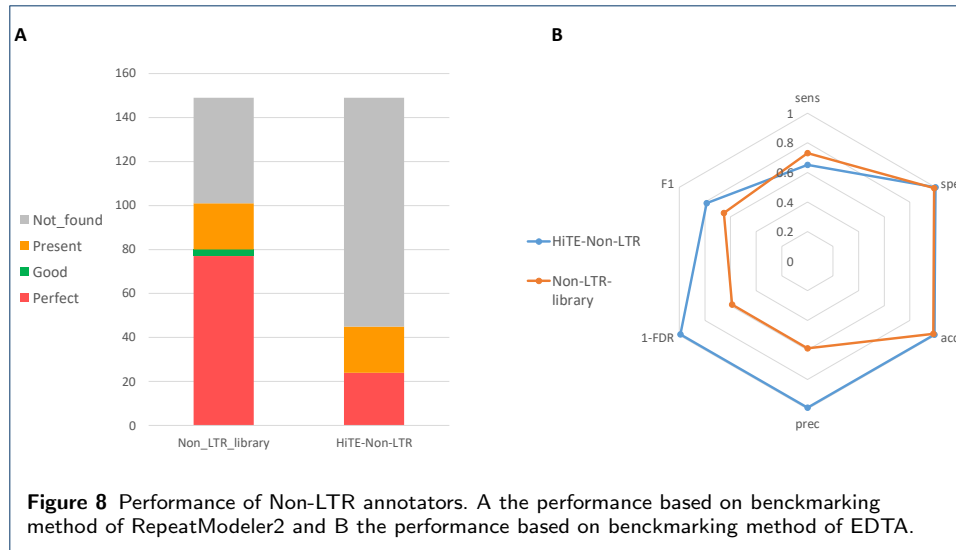 A
B
160
140
120
100
80
60
40
20
0
Not_found
Present
Good
Perfect
Non_LTR_library
HiTE-Non-LTR
sens
1
0.8
0.6
0.4
0.2
0
F1
spe
1-FDR
acc
prec
HiTE-Non-LTR
Non-LTR-
library
Figure 8 Performance of Non-LTR annotators. A the performance based on benckmarking
method of RepeatModeler2 and B the performance based on benckmarking method of EDTA.